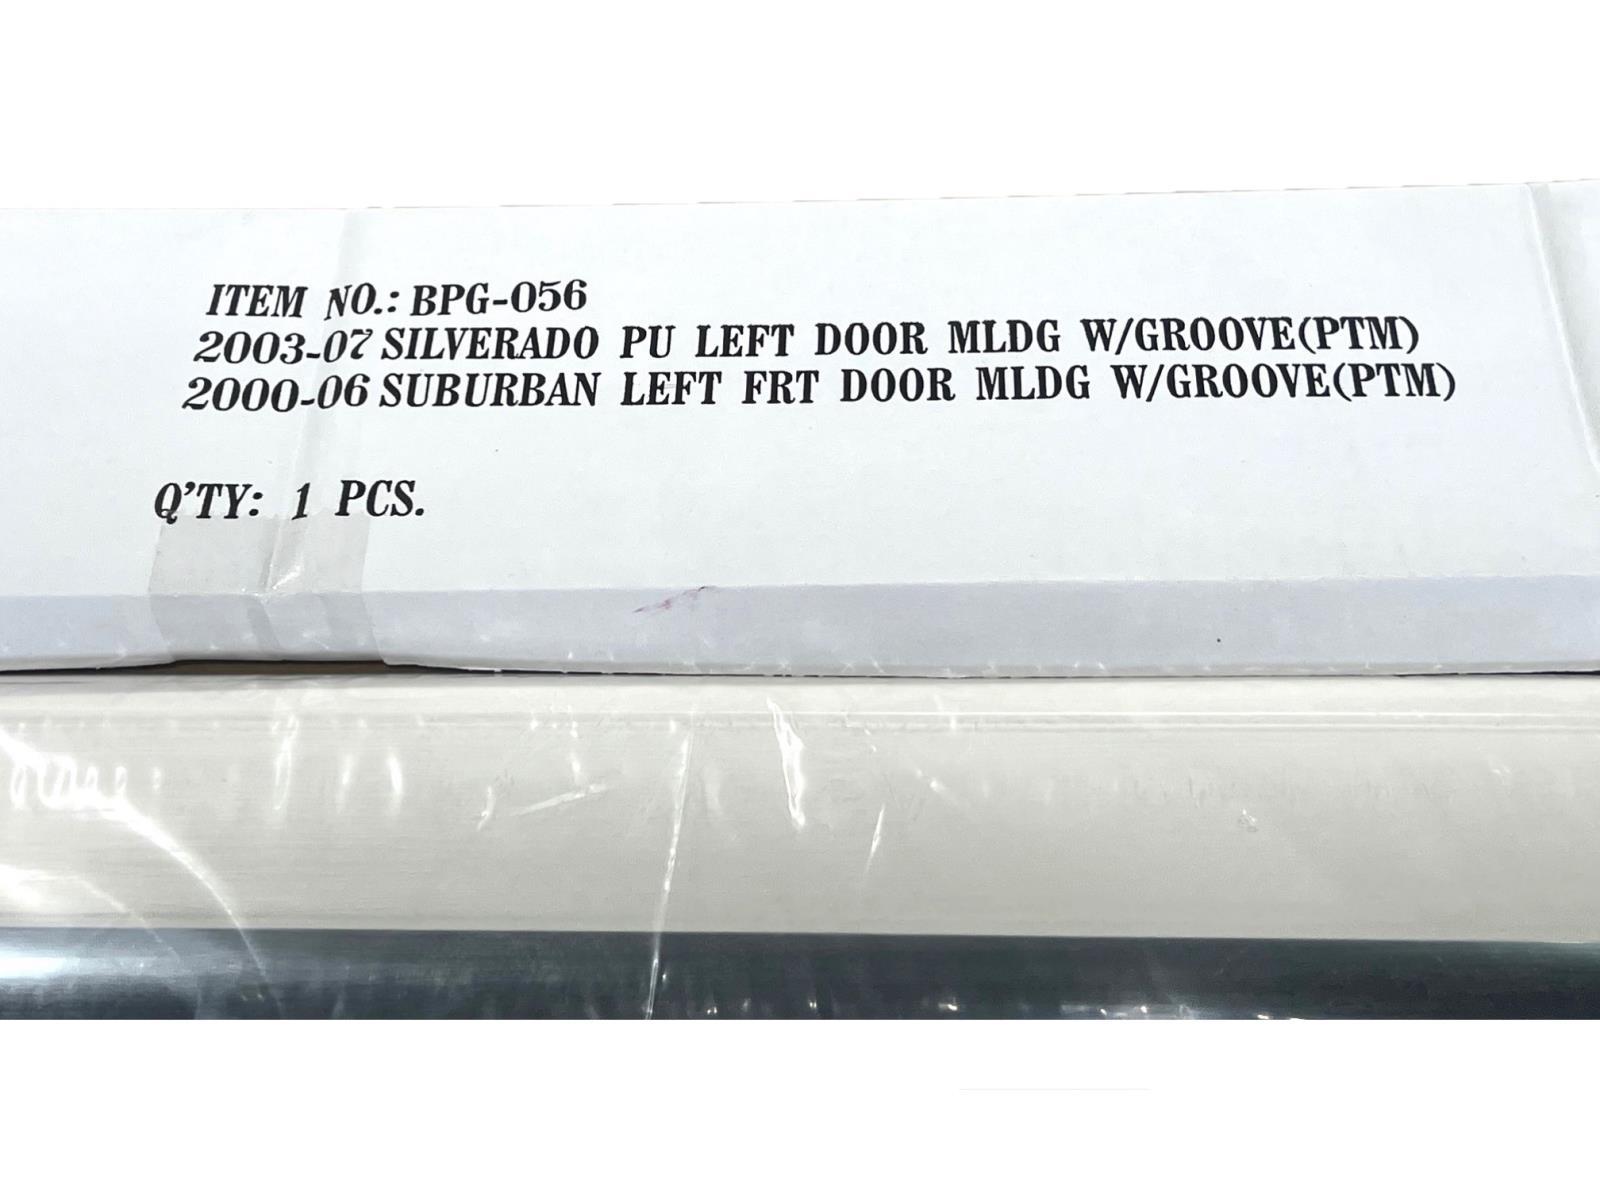 ITEM NO.: BPG-056
2003-07 SILVERADO PU LEFT DOOR MLDG W/GROOVE(PTM)
2000-06 SUBURBAN LEFT FRT DOOR MLDG W/GROOVE(PTM)
Q'TY: 1 PCS.